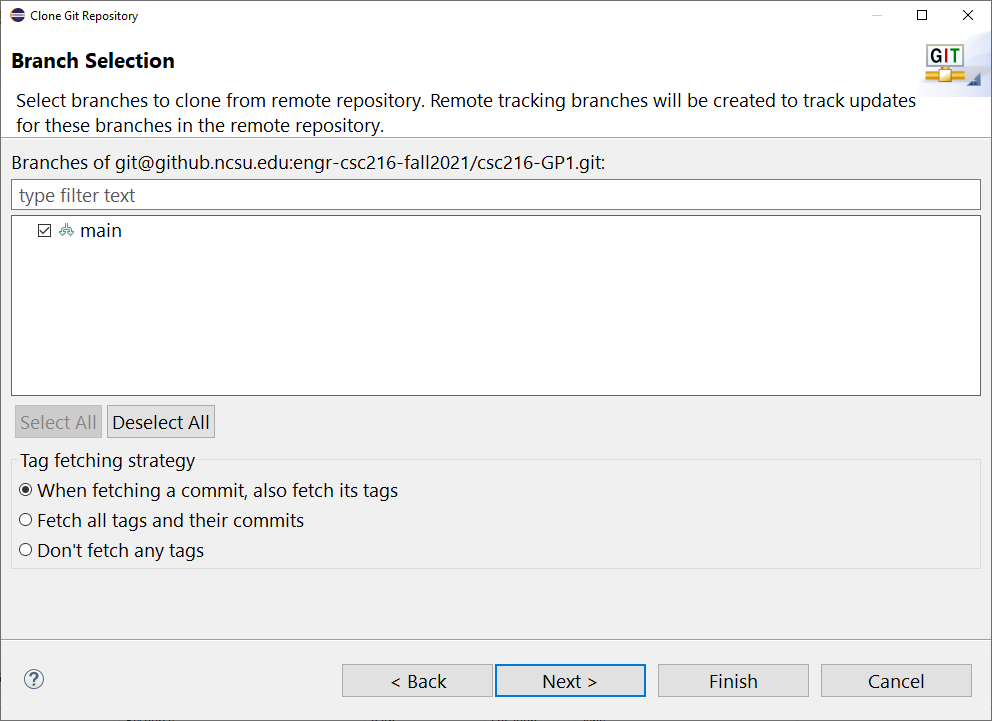 Clone Git Repository
Branch Selection
GIT
Select branches to clone from remote repository. Remote tracking branches will be created to track updates
for these branches in the remote repository.
Branches of git@github.ncsu.edu:engr-csc216-fall2021/csc216-GP1.git:
type filter text
main
Select All Deselect All
Tag fetching strategy
When fetching a commit, also fetch its tags
Fetch all tags and their commits
Don't fetch any tags
? < Back Next > Finish Cancel